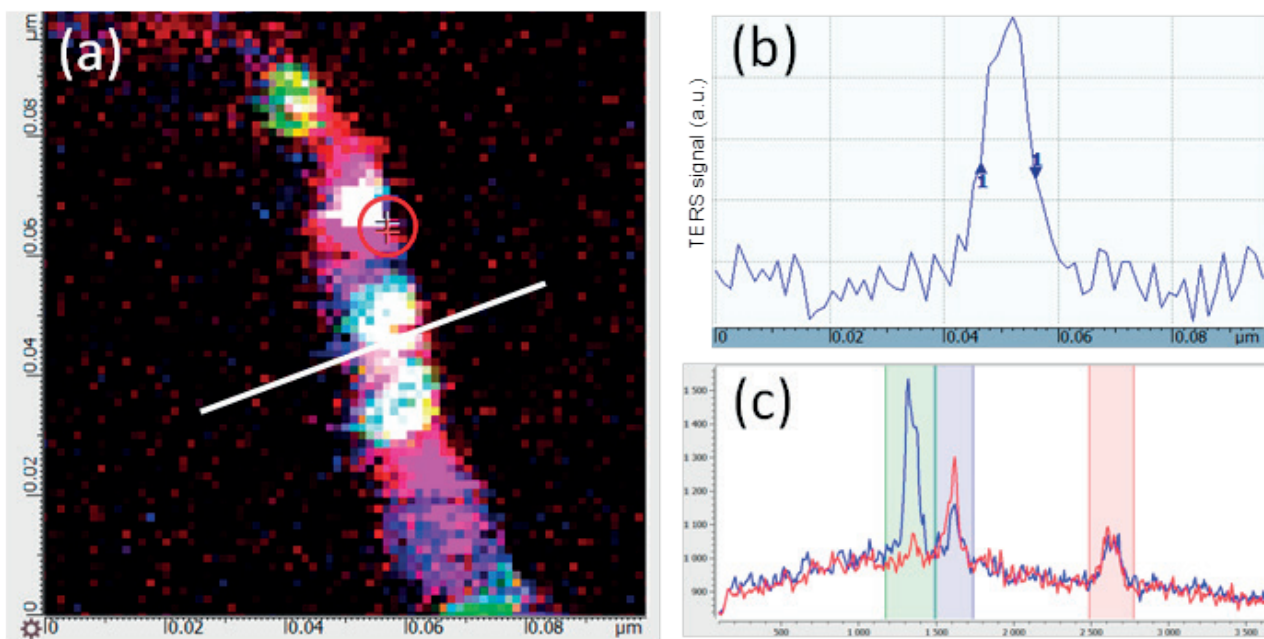 (a)
µm
|0.08
|0.06
|0.04
|0.02
|0
|0 |0.02 |0.04 |0.06 |0.08 µm
(b)
TERS signal (a.u.)
1
1
|0 |0.02 |0.04 |0.06 |0.08 µm
(c)
1 500
1 400
1 300
1 200
1 100
1 000
900
500 1 000 1 500 2 000 2 500 3 000 3 500